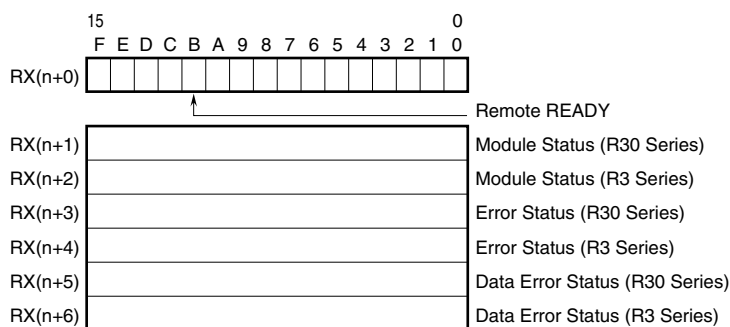 15 0
F E D C B A 9 8 7 6 5 4 3 2 1 0
RX(n+0)
Remote READY
RX(n+1) Module Status (R30 Series)
RX(n+2) Module Status (R3 Series)
RX(n+3) Error Status (R30 Series)
RX(n+4) Error Status (R3 Series)
RX(n+5) Data Error Status (R30 Series)
RX(n+6) Data Error Status (R3 Series)